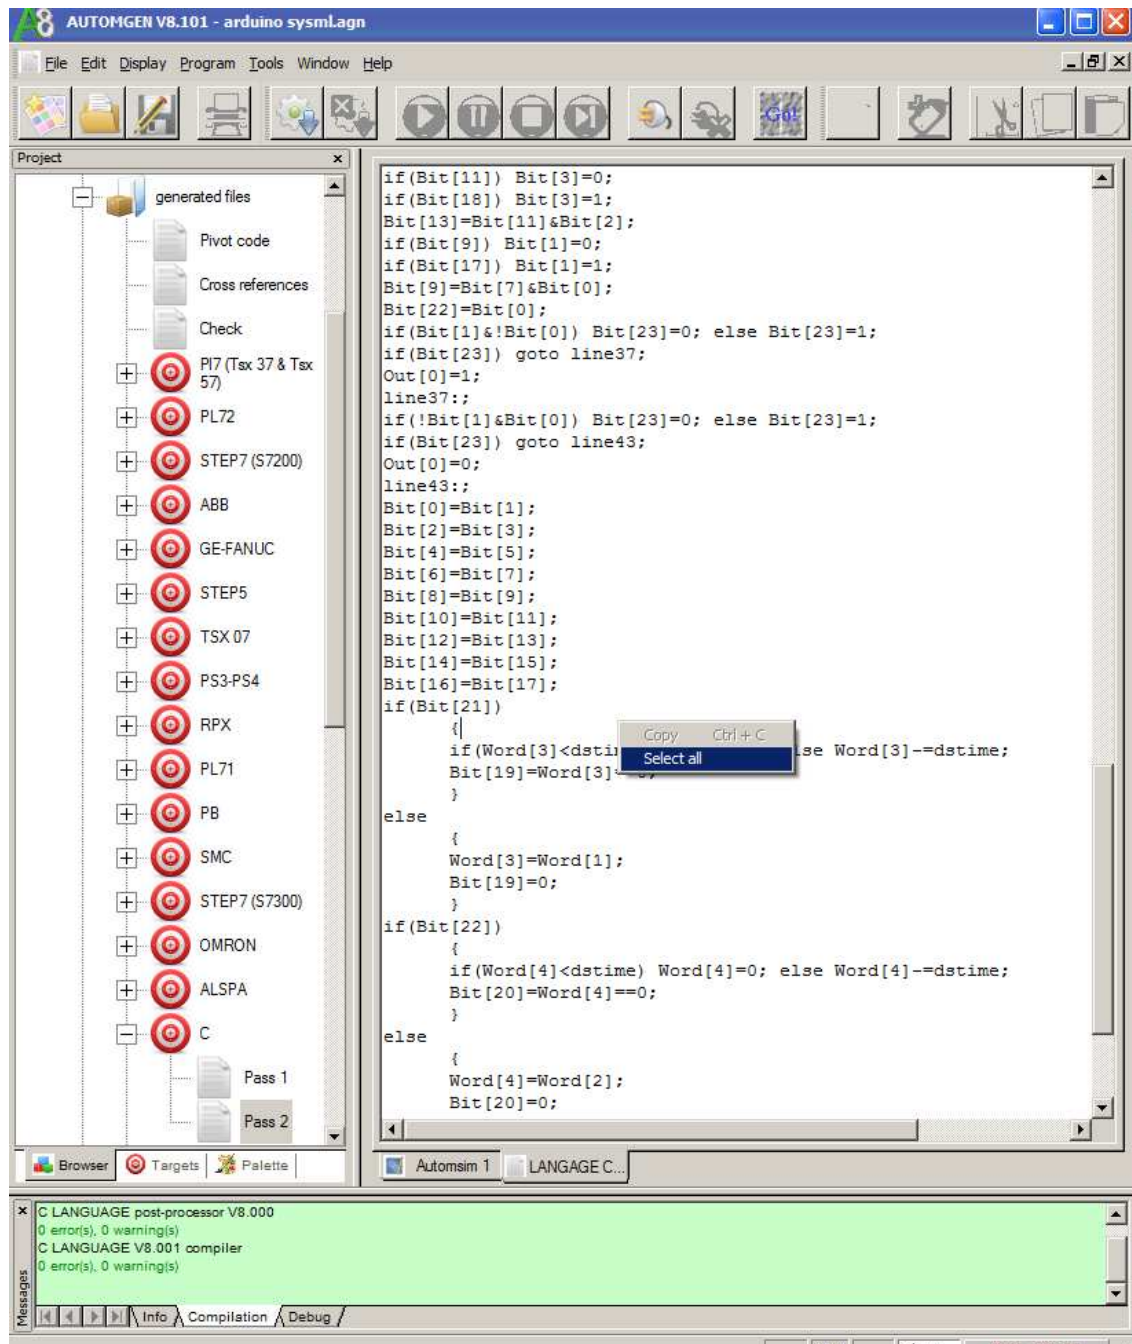 AUTOMGEN V8.101 - arduino sysml.agn
File Edit Display Program Tools Window Help
Go!
Project
generated files
Pivot code
Cross references
Check
Pl7 (Tsx 37 & Tsx
57)
PL72
STEP7 (S7200)
ABB
GE-FANUC
STEP5
TSX 07
PS3-PS4
RPX
PL71
PB
SMC
STEP7 (S7300)
OMRON
ALSPA
C
Pass 1
Pass 2
Browser Targets Palette
if(Bit[11]) Bit[3]=0;
if(Bit[18]) Bit[3]=1;
Bit[13]=Bit[11]&Bit[2];
if(Bit[9]) Bit[1]=0;
if(Bit[17]) Bit[1]=1;
Bit[9]=Bit[7]&Bit[0];
Bit[22]=Bit[0];
if(Bit[1]&!Bit[0]) Bit[23]=0; else Bit[23]=1;
if(Bit[23]) goto line37;
Out[0]=1;
line37:;
if(!Bit[1]&Bit[0]) Bit[23]=0; else Bit[23]=1;
if(Bit[23]) goto line43;
Out[0]=0;
line43:;
Bit[0]=Bit[1];
Bit[2]=Bit[3];
Bit[4]=Bit[5];
Bit[6]=Bit[7];
Bit[8]=Bit[9];
Bit[10]=Bit[11];
Bit[12]=Bit[13];
Bit[14]=Bit[15];
Bit[16]=Bit[17];
if(Bit[21])
{
Copy Ctrl + C
if(Word[3]<dstim lse Word[3]-=dstime;
Select all
Bit[19]=Word[3]
}
else
{
Word[3]=Word[1];
Bit[19]=0;
}
if(Bit[22])
{
if(Word[4]<dstime) Word[4]=0; else Word[4]-=dstime;
Bit[20]=Word[4]==0;
}
else
{
Word[4]=Word[2];
Bit[20]=0;
Automsim 1 LANGAGE C...
C LANGUAGE post-processor V8.000
0 error(s), 0 warning(s)
C LANGUAGE V8.001 compiler
0 error(s), 0 warning(s)
Messages
Info Compilation Debug